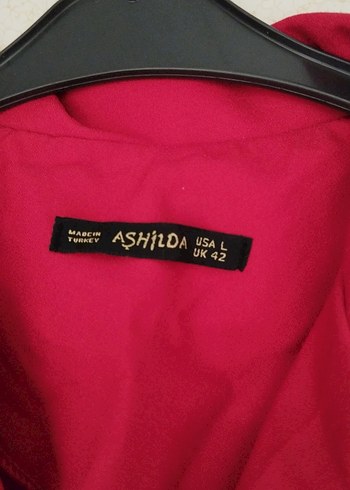 MADE IN
TURKEY
AŞHİLDA
USA L
UK 42